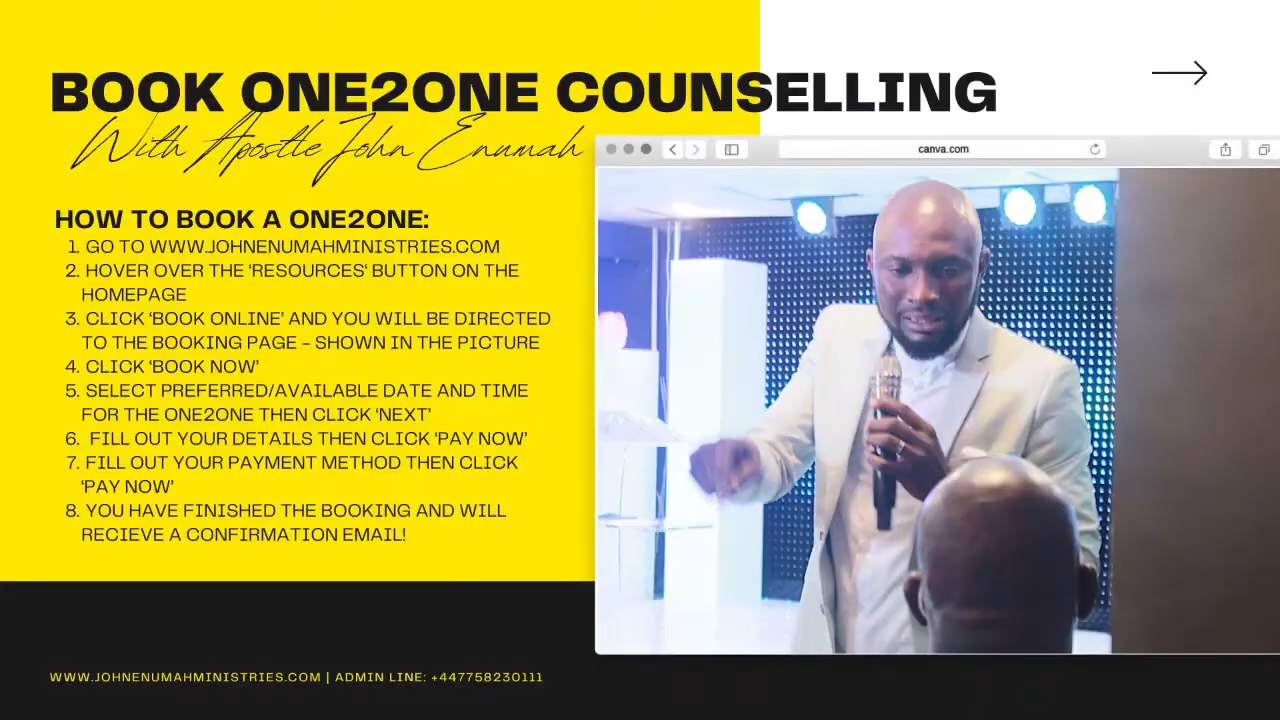 BOOK ONE2ONE COUNSELLING
With Apostle John Enumah
canva.com
HOW TO BOOK A ONE2ONE:
1. GO TO WWW.JOHNENUMAHMINISTRIES.COM
2. HOVER OVER THE 'RESOURCES' BUTTON ON THE
HOMEPAGE
3. CLICK ‘BOOK ONLINE’ AND YOU WILL BE DIRECTED
TO THE BOOKING PAGE – SHOWN IN THE PICTURE
4. CLICK ‘BOOK NOW’
5. SELECT PREFERRED/AVAILABLE DATE AND TIME
FOR THE ONE2ONE THEN CLICK ‘NEXT’
6. FILL OUT YOUR DETAILS THEN CLICK ‘PAY NOW’
7. FILL OUT YOUR PAYMENT METHOD THEN CLICK
‘PAY NOW’
8. YOU HAVE FINISHED THE BOOKING AND WILL
RECIEVE A CONFIRMATION EMAIL!
WWW.JOHNENUMAHMINISTRIES.COM | ADMIN LINE: +447758230111